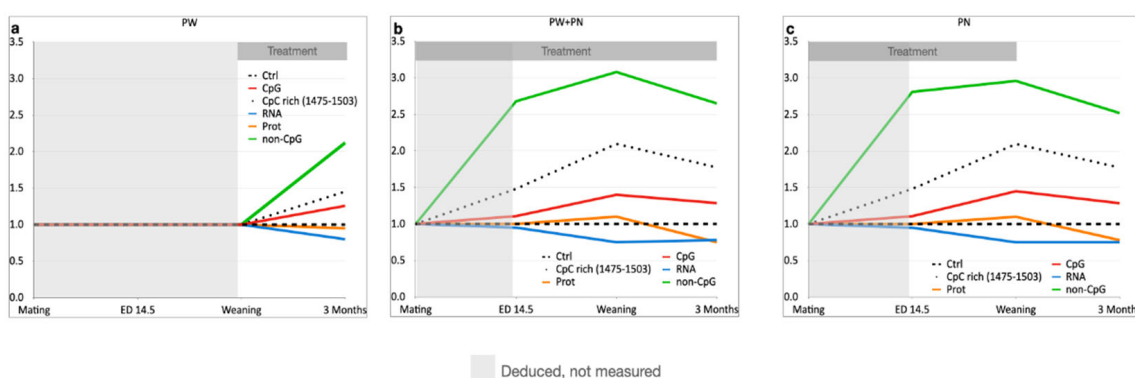 a
PW
3.5
3.0
2.5
2.0
1.5
1.0
0.5
0.0
Treatment
Ctrl
CpG
CpC rich (1475-1503)
RNA
Prot
non-CpG
Mating
ED 14.5
Weaning
3 Months
b
PW+PN
3.5
3.0
2.5
2.0
1.5
1.0
0.5
0.0
Treatment
Ctrl CpG
CpC rich (1475-1503) RNA
Prot non-CpG
Mating
ED 14.5
Weaning
3 Months
c
PN
3.5
3.0
2.5
2.0
1.5
1.0
0.5
0.0
Treatment
Ctrl CpG
CpC rich (1475-1503) RNA
Prot non-CpG
Mating
ED 14.5
Weaning
3 Months
Deduced, not measured